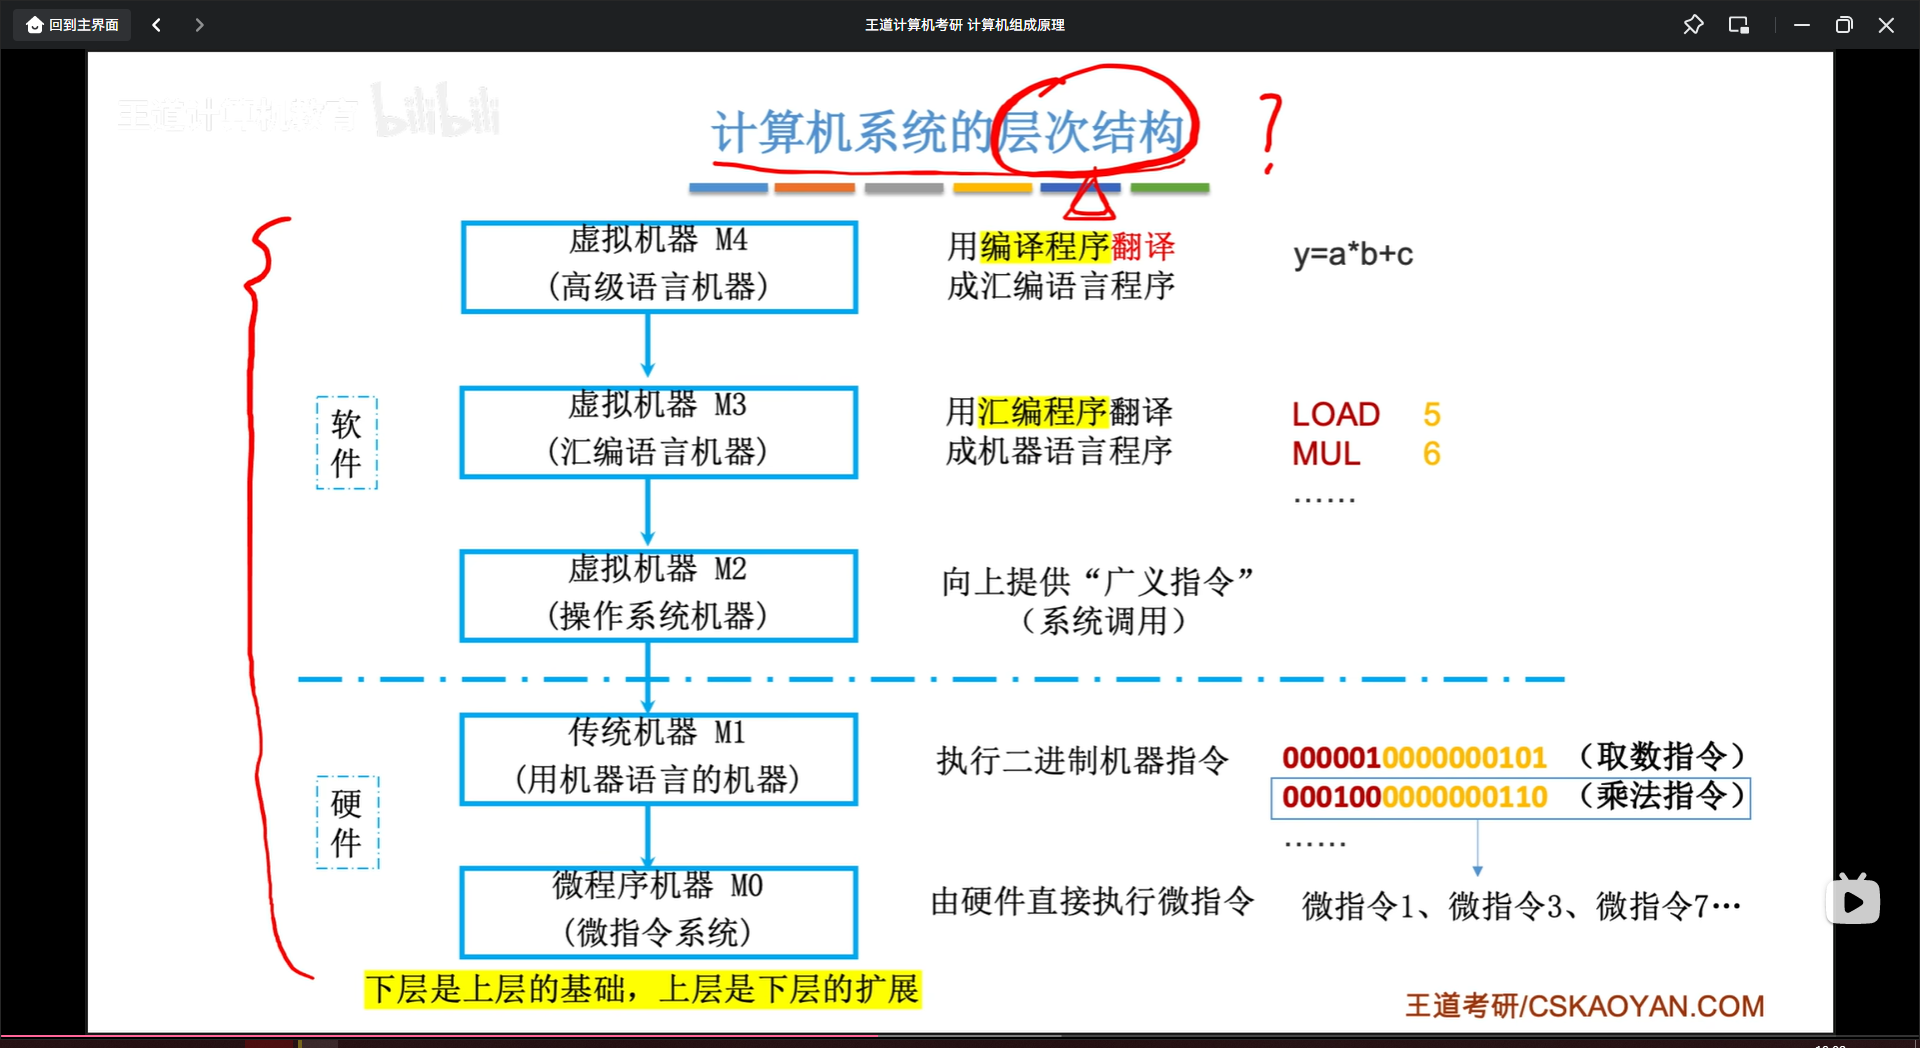 回到主界面
王道计算机考研 计算机组成原理
王道计算机教育 bilibili
计算机系统的层次结构 ?
虚拟机器 M4
(高级语言机器)
用编译程序翻译
成汇编语言程序
y=a*b+c
软
件
虚拟机器 M3
(汇编语言机器)
用汇编程序翻译
成机器语言程序
LOAD 5
MUL 6
……
虚拟机器 M2
(操作系统机器)
向上提供“广义指令”
（系统调用）
硬
件
传统机器 M1
(用机器语言的机器)
执行二进制机器指令
0000010000000101 （取数指令）
0001000000000110 （乘法指令）
……
微程序机器 M0
(微指令系统)
由硬件直接执行微指令
微指令1、微指令3、微指令7…
下层是上层的基础，上层是下层的扩展
王道考研/CSKAOYAN.COM